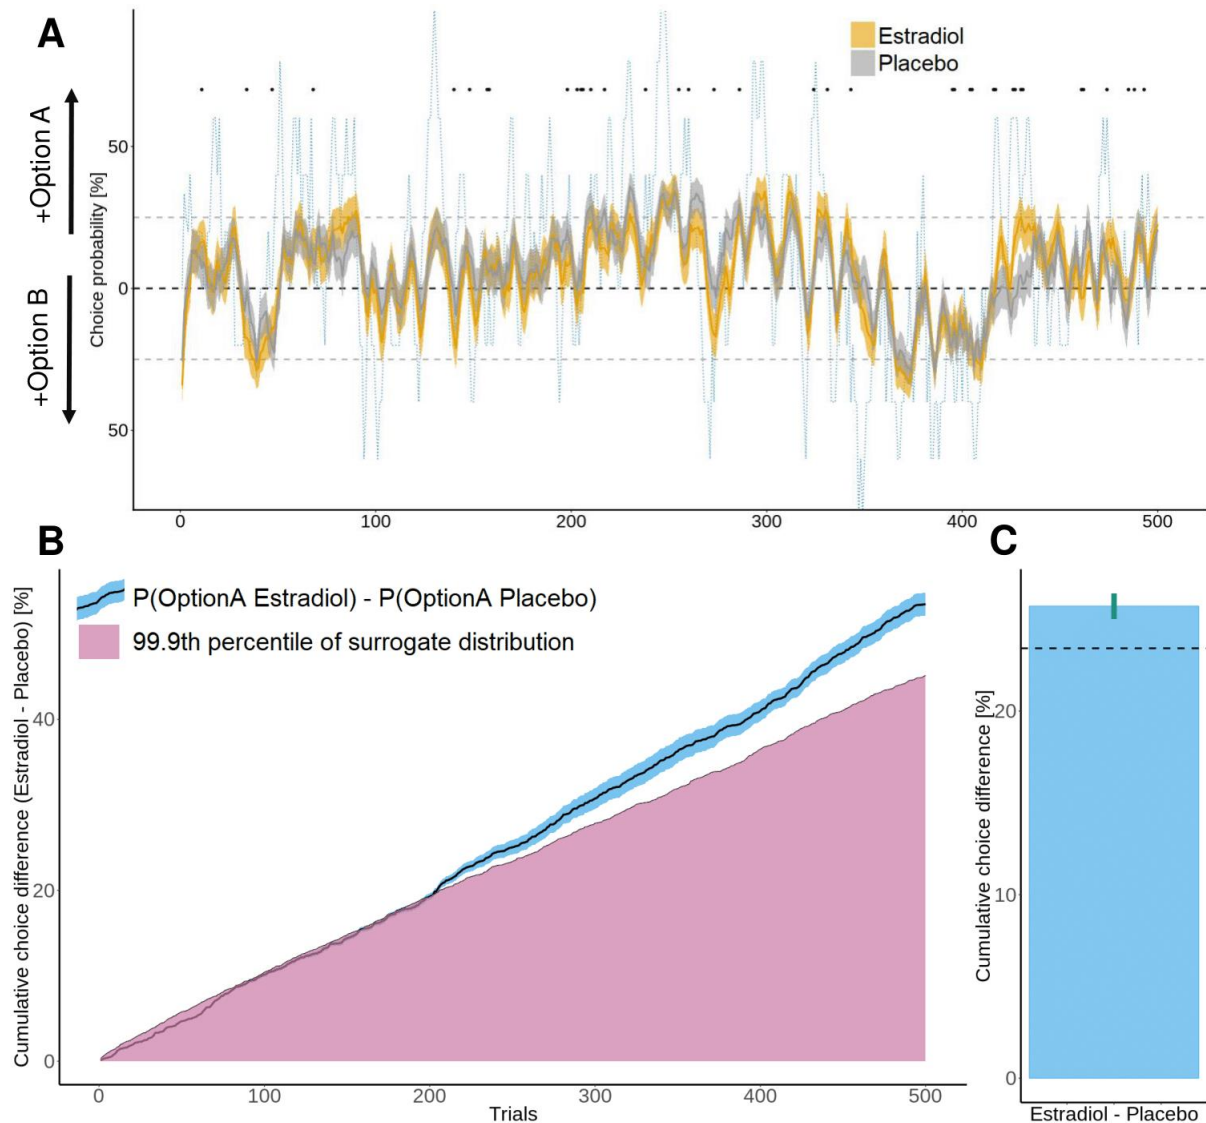 A
Estradiol
Placebo
+Option A
+Option B
Choice probability [%]
50
0
50
0 100 200 300 400 500
B
C
P(OptionA Estradiol) - P(OptionA Placebo)
99.9th percentile of surrogate distribution
Cumulative choice difference (Estradiol - Placebo) [%]
40
20
0
0 100 200 300 400 500
Trials
Cumulative choice difference [%]
20
10
0
Estradiol - Placebo